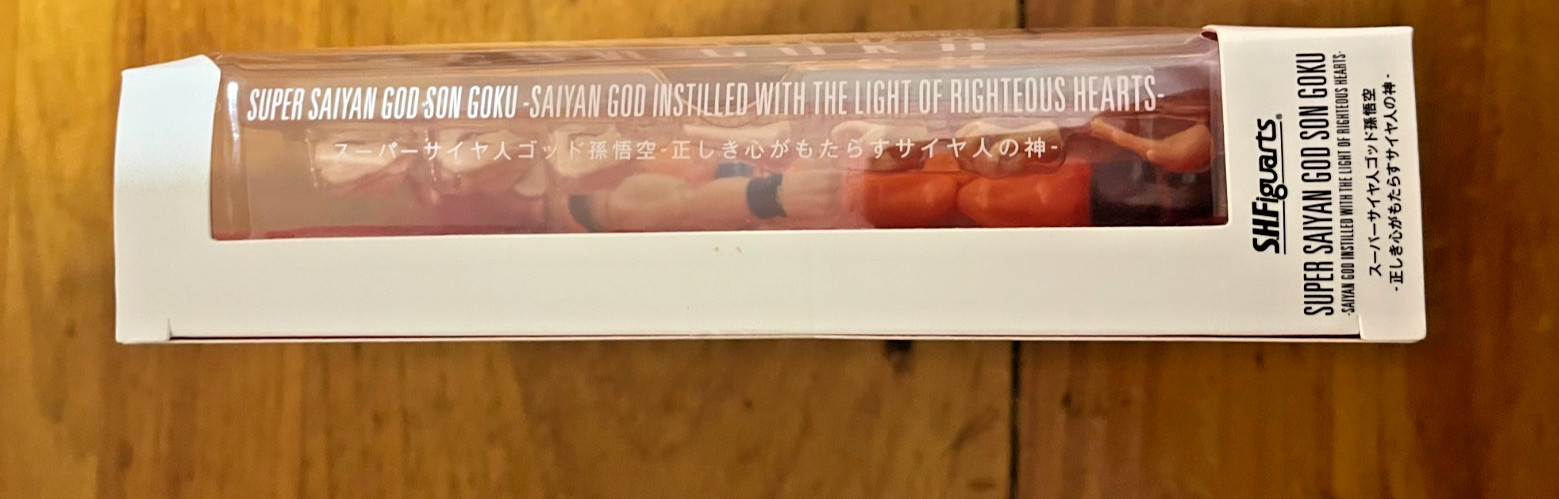 SUPER SAIYAN GOD SON GOKU -SAIYAN GOD INSTILLED WITH THE LIGHT OF RIGHTEOUS HEARTS-
スーパーサイヤ人ゴッド孫悟空-正しき心がもたらすサイヤ人の神-
S.H.Figuarts®
SUPER SAIYAN GOD SON GOKU
-SAIYAN GOD INSTILLED WITH THE LIGHT OF RIGHTEOUS HEARTS-
スーパーサイヤ人ゴッド孫悟空
-正しき心がもたらすサイヤ人の神-